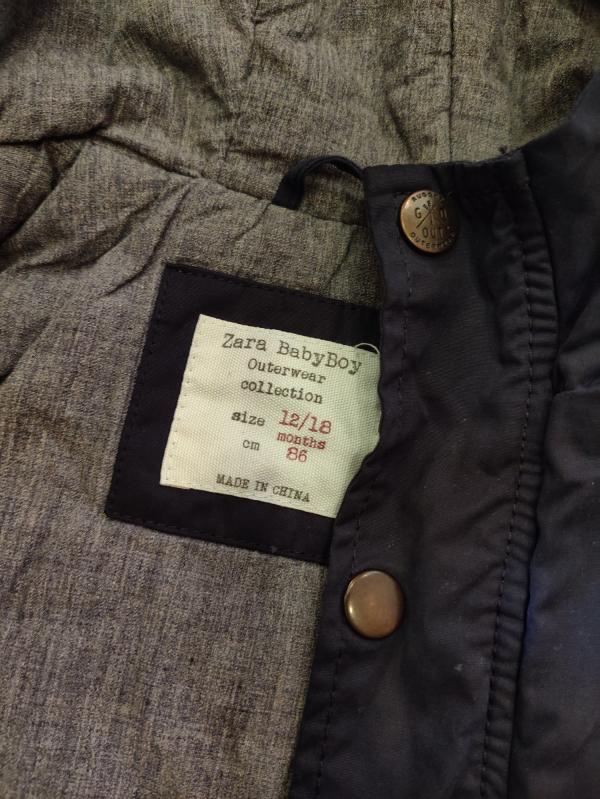 Zara BabyBoy
Outerwear
collection
size 12/18
months
cm 86
MADE IN CHINA